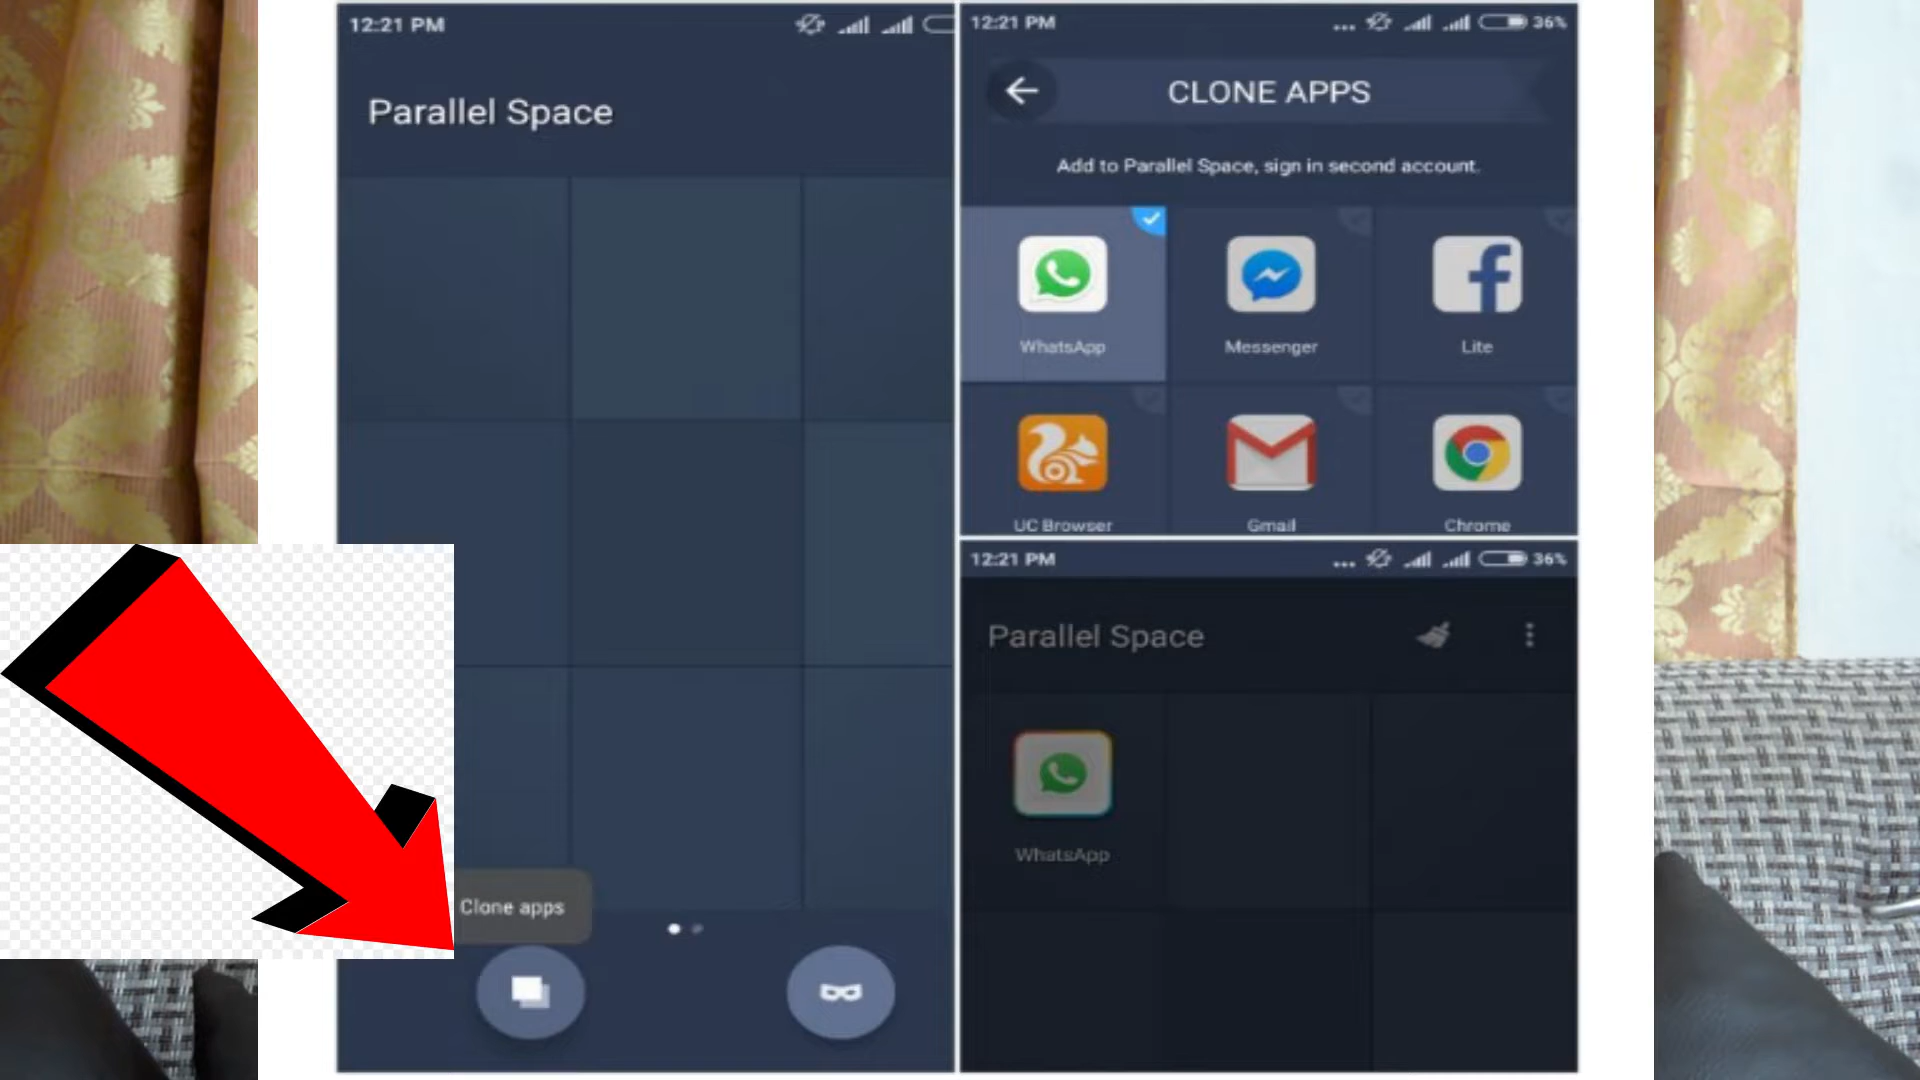 12:21 PM
Parallel Space
Clone apps
12:21 PM
36%
CLONE APPS
Add to Parallel Space, sign in second account.
WhatsApp
Messenger
Lite
UC Browser
Gmail
Chrome
12:21 PM
36%
Parallel Space
WhatsApp